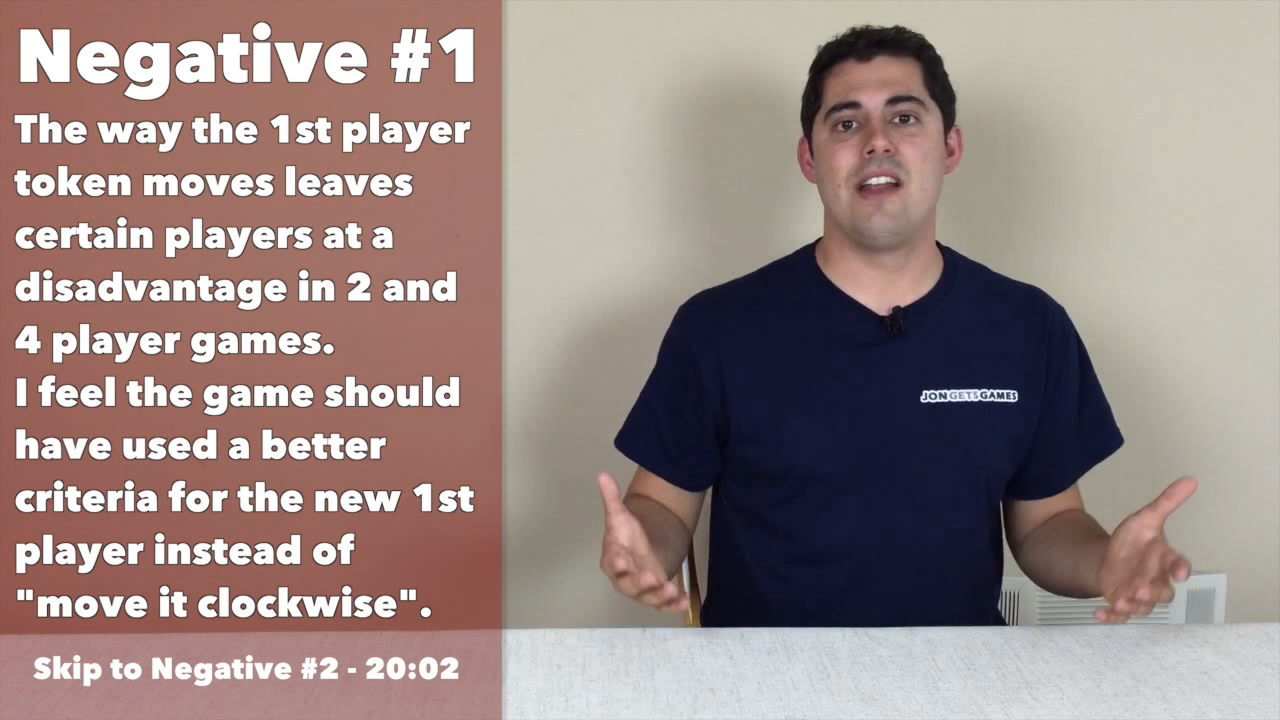 Negative #1
The way the 1st player
token moves leaves
certain players at a
disadvantage in 2 and
4 player games.
I feel the game should
have used a better
criteria for the new 1st
player instead of
"move it clockwise".
Skip to Negative #2 - 20:02
JONGETSGAMES